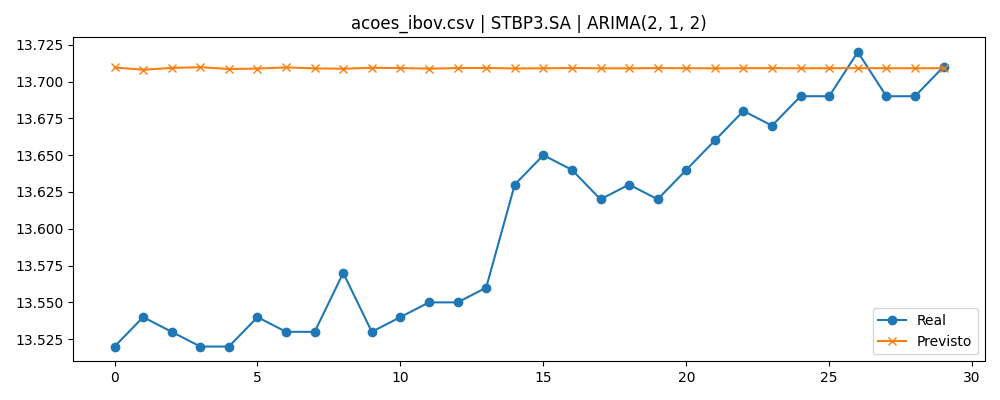 acoes_ibov.csv | STBP3.SA | ARIMA(2, 1, 2)
13.725
13.700
13.675
13.650
13.625
13.600
13.575
13.550
13.525
0 5 10 15 20 25 30
Real
Previsto